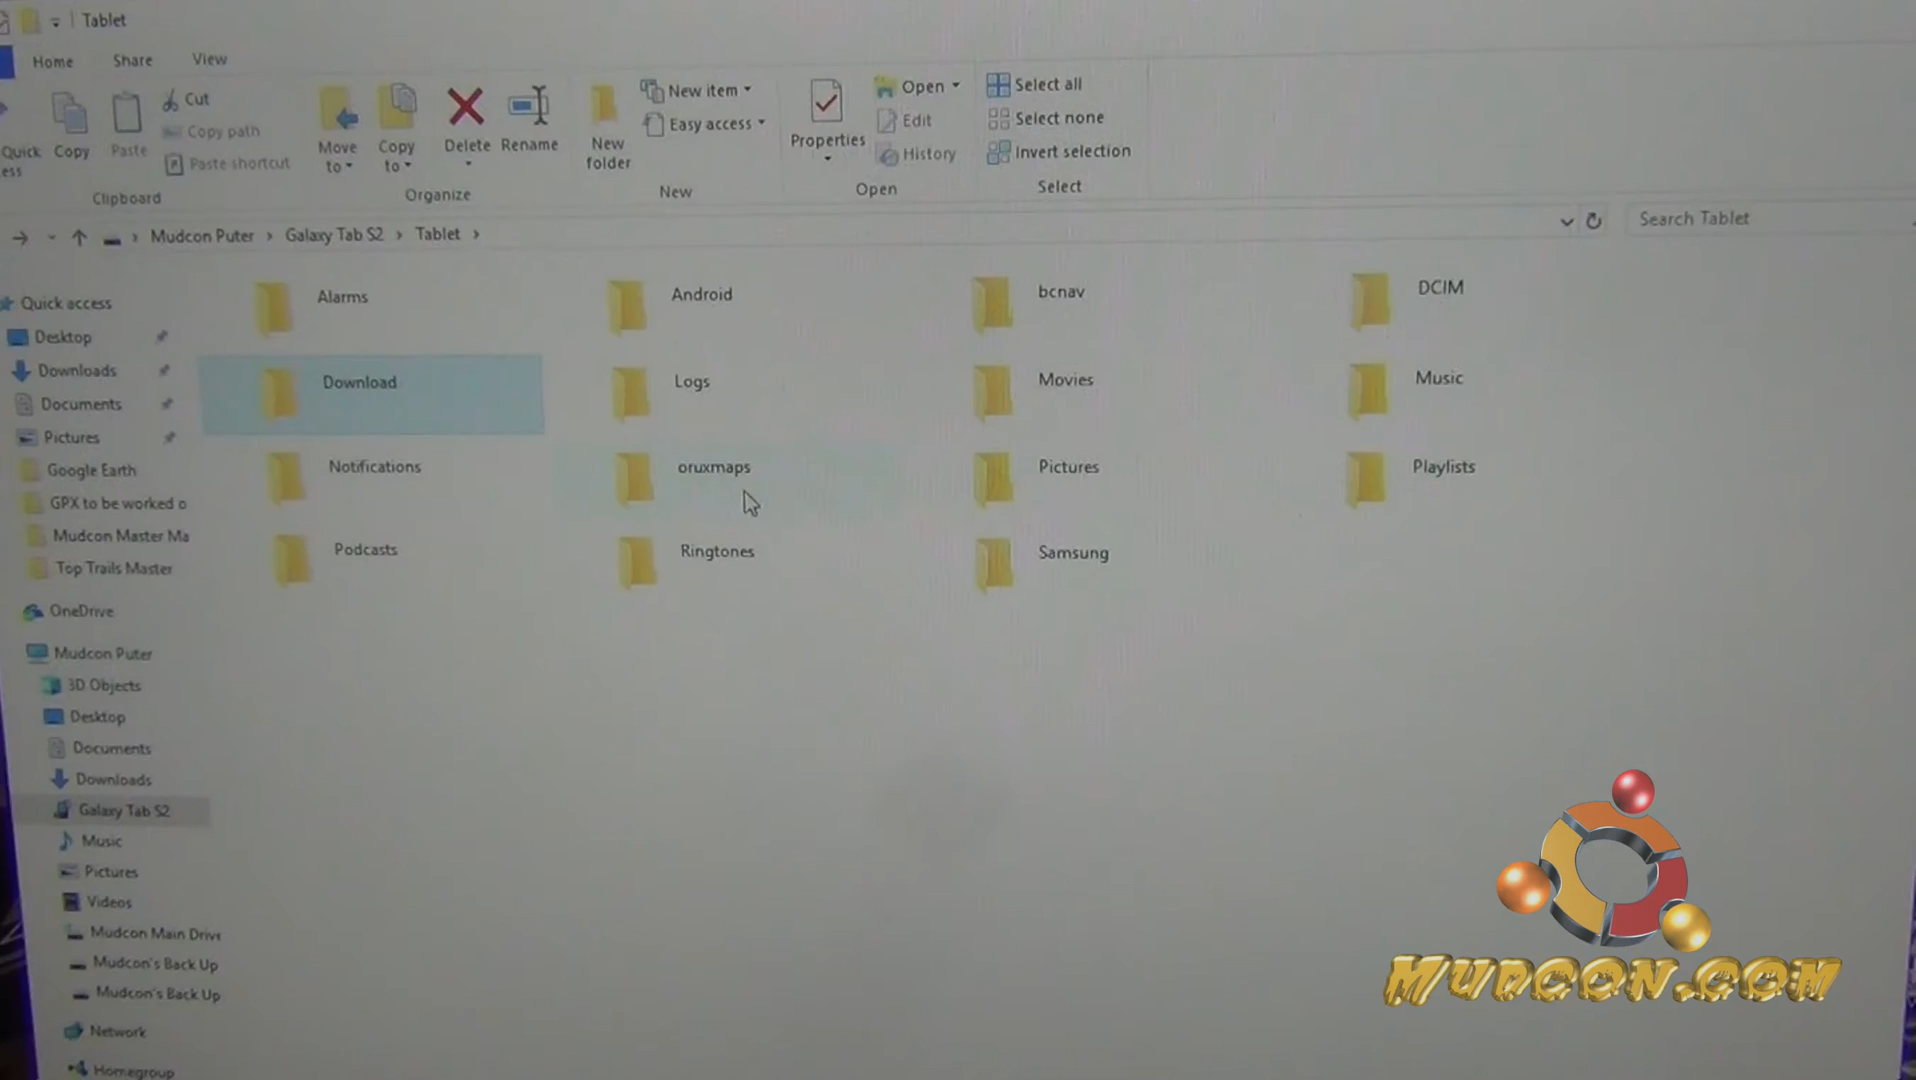 Tablet
Home Share View
Cut
Copy path
Paste shortcut
Quick
Copy
Paste
Clipboard
Move to
Copy to
Delete
Rename
Organize
New folder
New item
Easy access
New
Properties
Open
Edit
History
Open
Select all
Select none
Invert selection
Select
Mudcon Puter > Galaxy Tab S2 > Tablet >
Search Tablet
Quick access
Desktop
Downloads
Documents
Pictures
Google Earth
GPX to be worked o
Mudcon Master Ma
Top Trails Master
OneDrive
Mudcon Puter
3D Objects
Desktop
Documents
Downloads
Galaxy Tab S2
Music
Pictures
Videos
Mudcon Main Drive
Mudcon's Back Up
Mudcon's Back Up
Network
Homegroup
Alarms Android bcnav DCIM
Download Logs Movies Music
Notifications oruxmaps Pictures Playlists
Podcasts Ringtones Samsung
MUDCON.COM